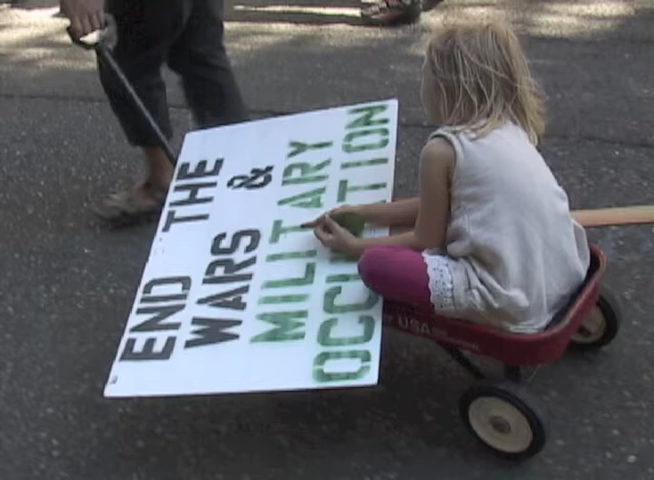 END THE
WARS &
MILITARY
OCCUPATION
USA